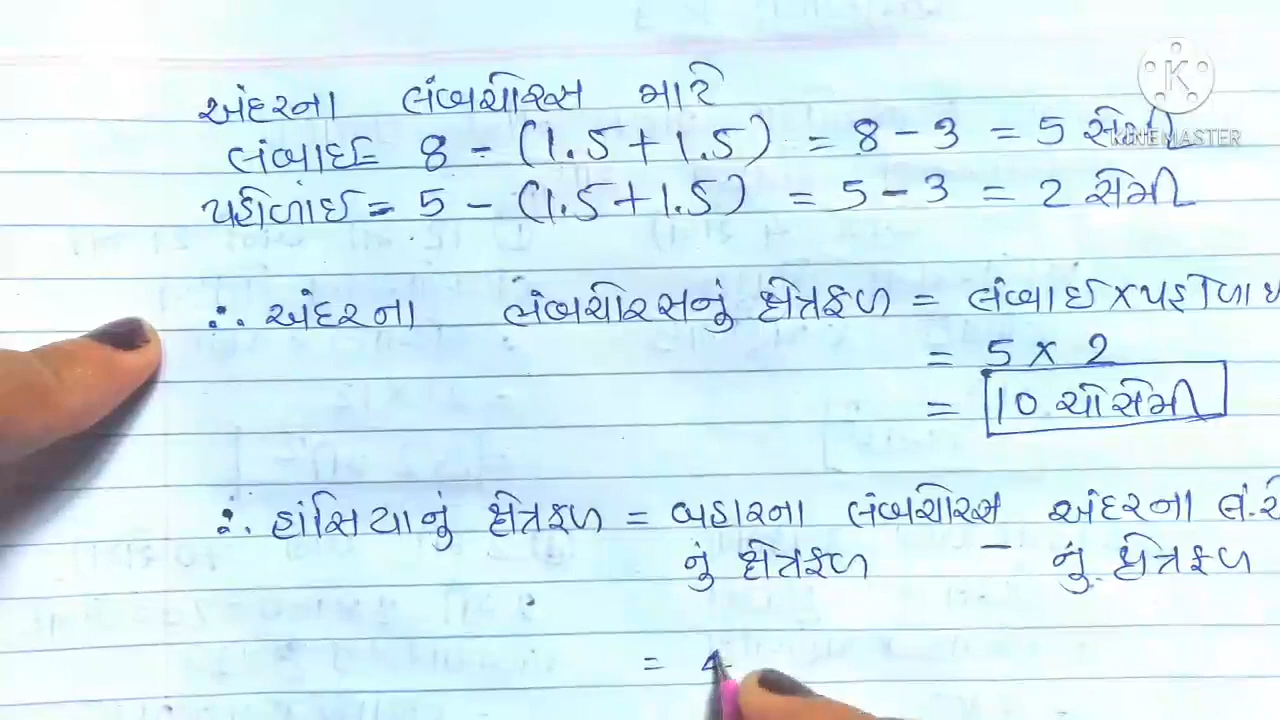 અંદરના લંબચોરસ માટે
લંબાઈ = 8 - (1.5 + 1.5) = 8 - 3 = 5 સેમી
પહોળાઈ = 5 - (1.5 + 1.5) = 5 - 3 = 2 સેમી
∴ અંદરના લંબચોરસનું ક્ષેત્રફળ = લંબાઈ × પહોળાઈ
= 5 × 2
= 10 ચોસેમી
∴ હાંસિયાનું ક્ષેત્રફળ = બહારના લંબચોરસ અંદરના લં.ચો
નું ક્ષેત્રફળ - નું ક્ષેત્રફળ
= 4
K
KINEMASTER